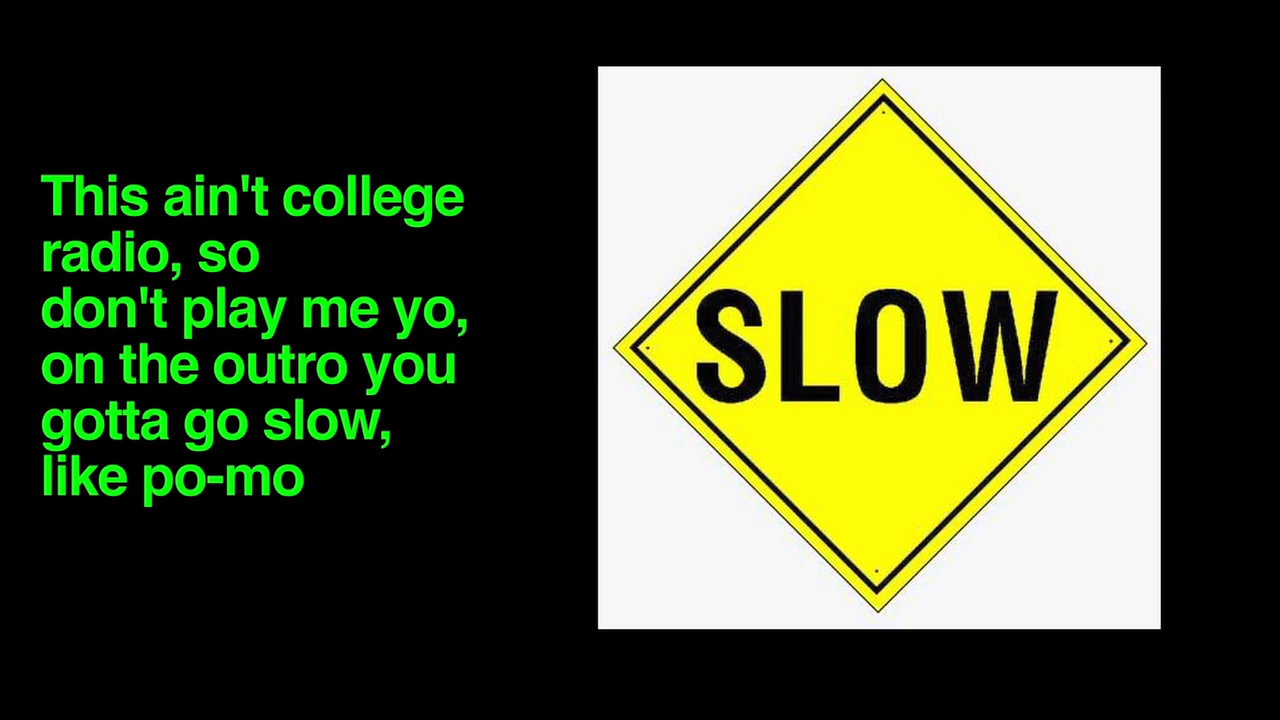 This ain't college
radio, so
don't play me yo,
on the outro you
gotta go slow,
like po-mo
SLOW